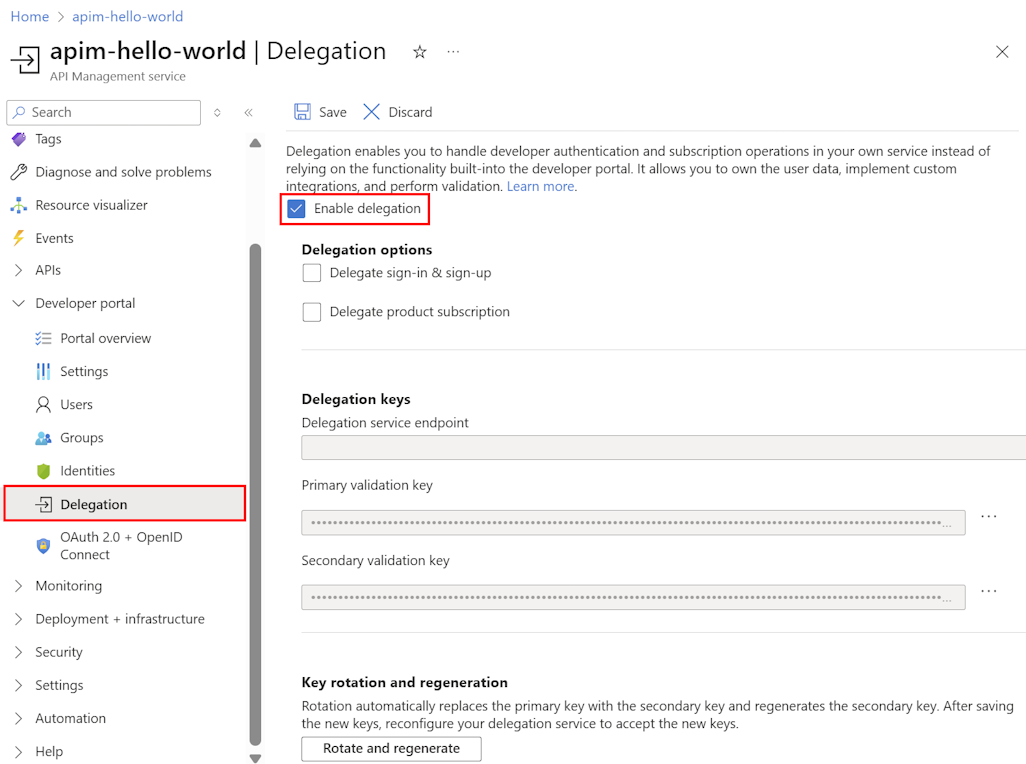 Home > apim-hello-world
apim-hello-world | Delegation
API Management service
Search
Tags
Diagnose and solve problems
Resource visualizer
Events
APIs
Developer portal
Portal overview
Settings
Users
Groups
Identities
Delegation
OAuth 2.0 + OpenID
Connect
Monitoring
Deployment + infrastructure
Security
Settings
Automation
Help
Save Discard
Delegation enables you to handle developer authentication and subscription operations in your own service instead of
relying on the functionality built-into the developer portal. It allows you to own the user data, implement custom
integrations, and perform validation. Learn more.
Enable delegation
Delegation options
Delegate sign-in & sign-up
Delegate product subscription
Delegation keys
Delegation service endpoint
Primary validation key
Secondary validation key
Key rotation and regeneration
Rotation automatically replaces the primary key with the secondary key and regenerates the secondary key. After saving
the new keys, reconfigure your delegation service to accept the new keys.
Rotate and regenerate